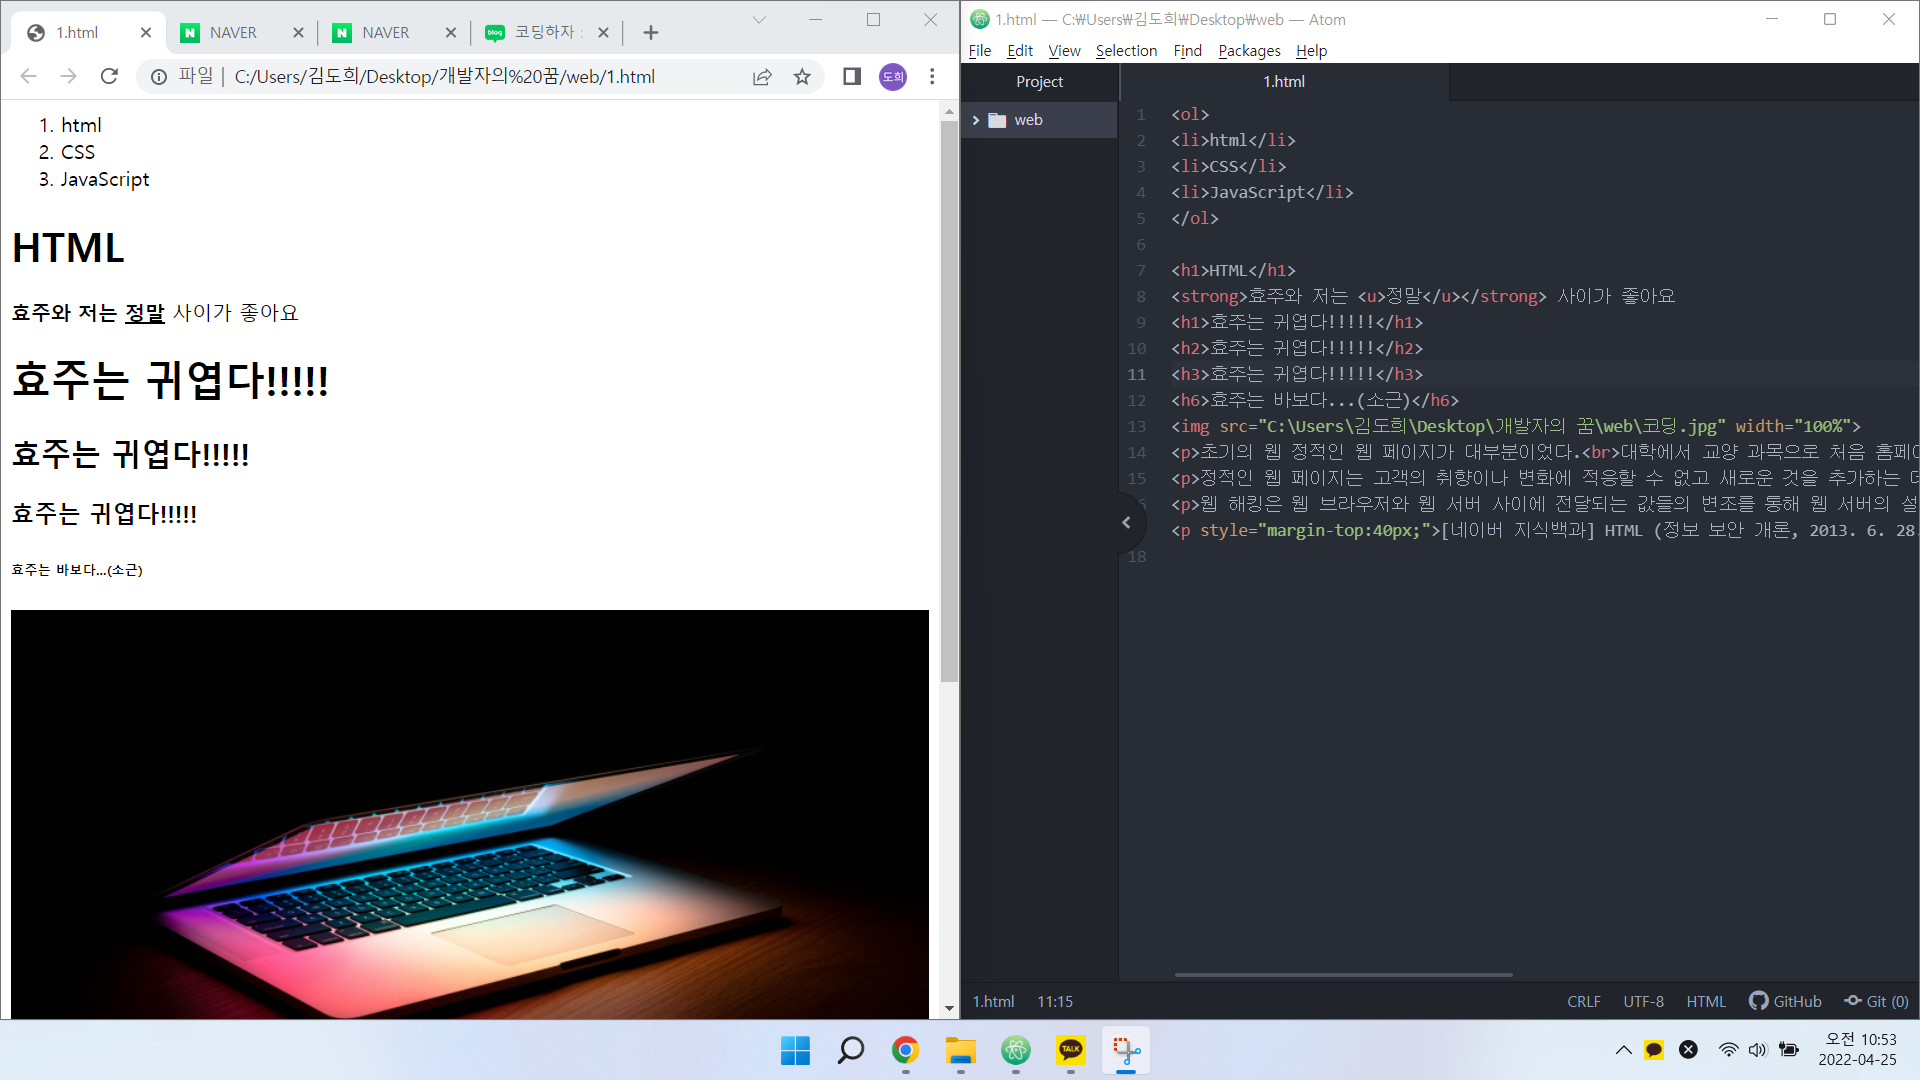 1.html
NAVER
NAVER
코딩하자 :
파일 | C:/Users/김도희/Desktop/개발자의%20꿈/web/1.html
도희
1. html
2. CSS
3. JavaScript
HTML
효주와 저는 정말 사이가 좋아요
효주는 귀엽다!!!!!
효주는 귀엽다!!!!!
효주는 귀엽다!!!!!
효주는 바보다...(소근)
1.html — C:₩Users₩김도희₩Desktop₩web — Atom
File Edit View Selection Find Packages Help
Project
web
1.html
1 <ol>
2 <li>html</li>
3 <li>CSS</li>
4 <li>JavaScript</li>
5 </ol>
6
7 <h1>HTML</h1>
8 <strong>효주와 저는 <u>정말</u></strong> 사이가 좋아요
9 <h1>효주는 귀엽다!!!!!</h1>
10 <h2>효주는 귀엽다!!!!!</h2>
11 <h3>효주는 귀엽다!!!!!</h3>
12 <h6>효주는 바보다...(소근)</h6>
13 <img src="C:\Users\김도희\Desktop\개발자의 꿈\web\코딩.jpg" width="100%">
14 <p>초기의 웹 정적인 웹 페이지가 대부분이었다.<br>대학에서 교양 과목으로 처음 홈페이
15 <p>정적인 웹 페이지는 고객의 취향이나 변화에 적응할 수 없고 새로운 것을 추가하는 데
<p>웹 해킹은 웹 브라우저와 웹 서버 사이에 전달되는 값들의 변조를 통해 웹 서버의 설
<p style="margin-top:40px;">[네이버 지식백과] HTML (정보 보안 개론, 2013. 6. 28.
18
1.html 11:15
CRLF UTF-8 HTML GitHub Git (0)
TALK
오전 10:53
2022-04-25